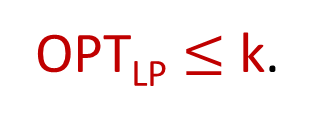 OPT_LP ≤ k.